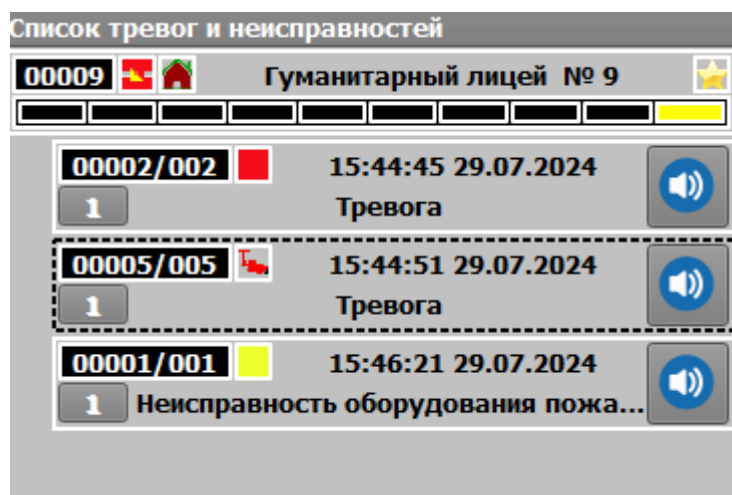 Список тревог и неисправностей
00009 Гуманитарный лицей № 9
00002/002 15:44:45 29.07.2024
1 Тревога
00005/005 15:44:51 29.07.2024
1 Тревога
00001/001 15:46:21 29.07.2024
1 Неисправность оборудования пожа...